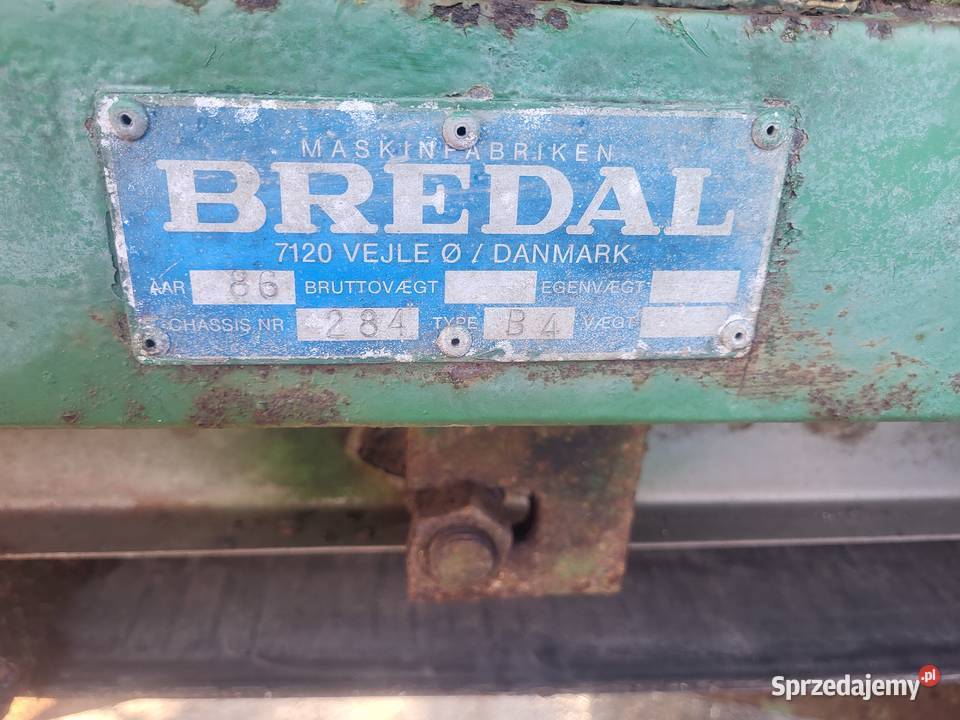 MASKINFABRIKEN
BREDAL
7120 VEJLE Ø / DANMARK
AAR 86 BRUTTOVÆGT EGENVÆGT
CHASSIS NR. 284 TYPE B4 VÆGT
Sprzedajemy.pl